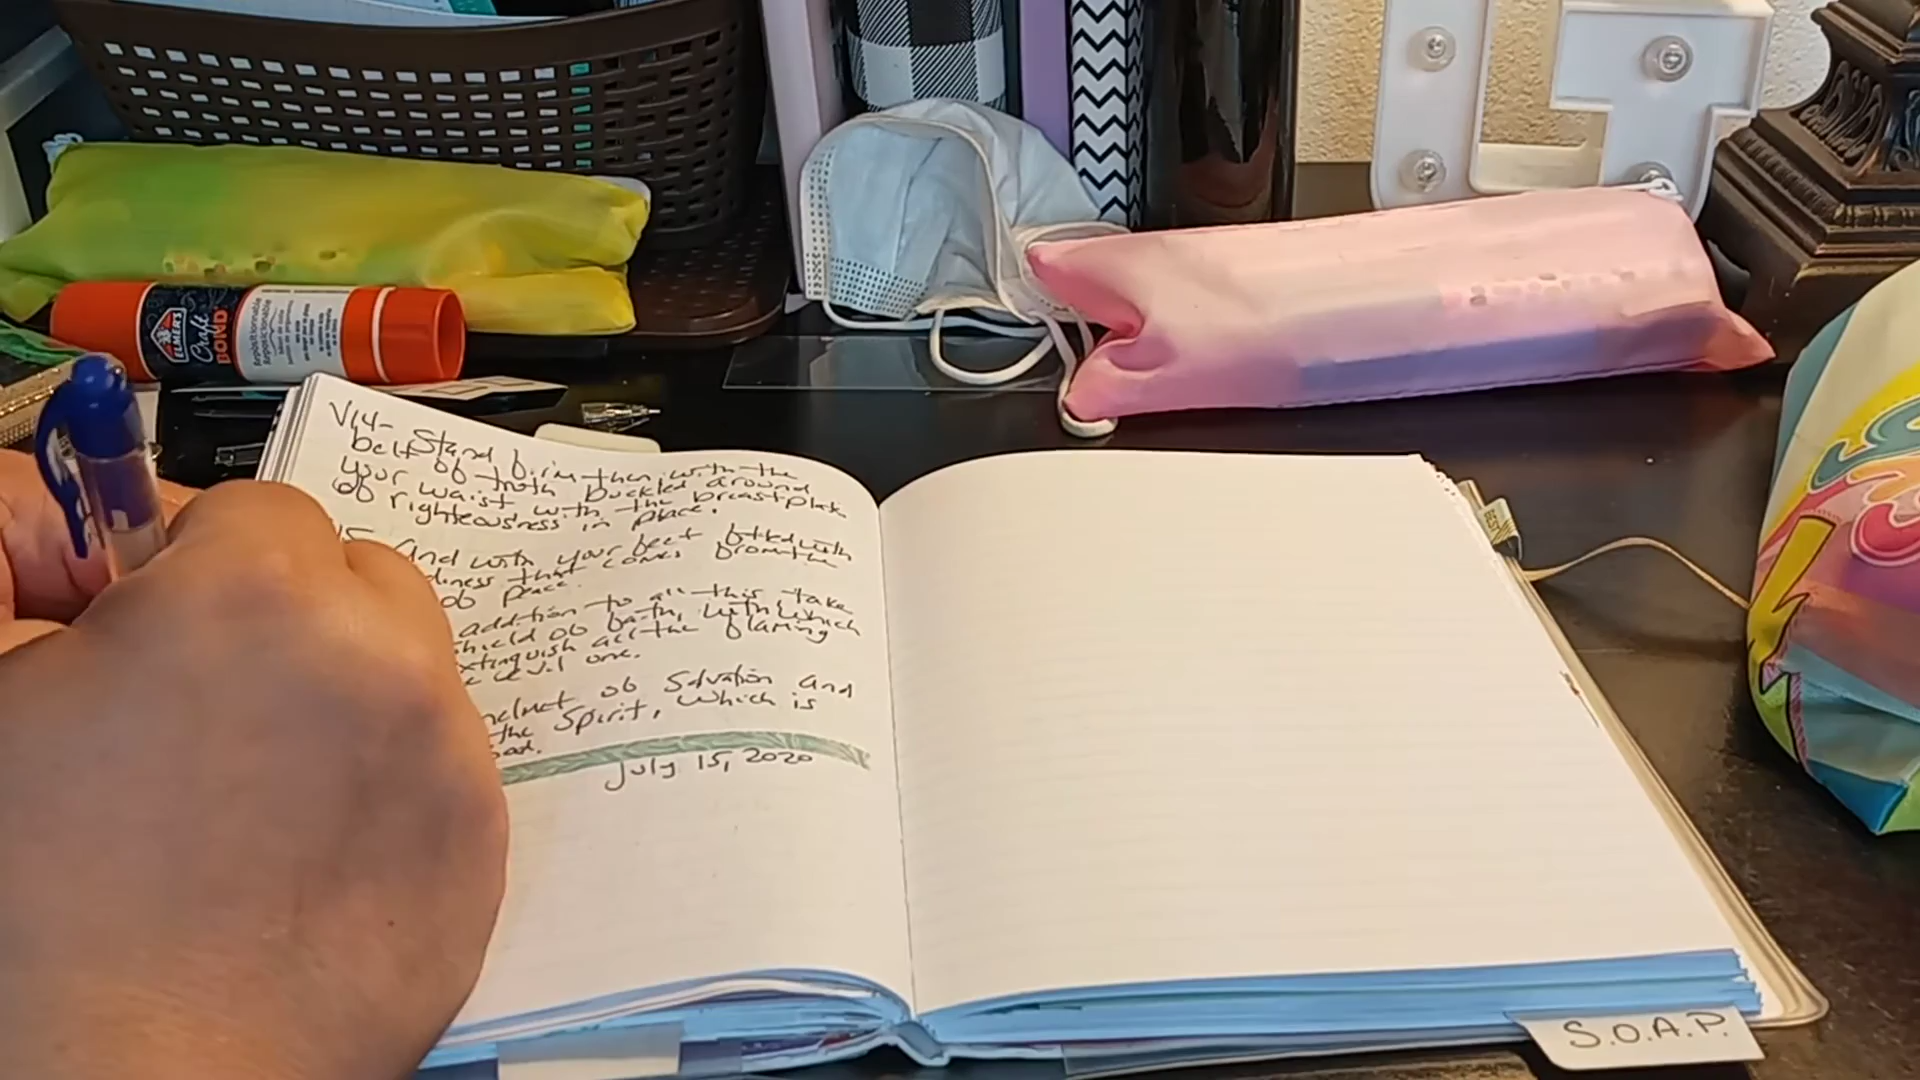 ELMER'S
Craft
BOND
Repositionable
V14- Stand firm then with the
belt of truth buckled around
your waist with the breastplate
of righteousness in place.
15 and with your feet fitted with
diness that comes from the
of peace.
addition to all this take
shield of faith, with which
xtinguish all the flaming
evil one.
helmet of Salvation and
the Spirit, which is
July 15, 2020
S.O.A.P.